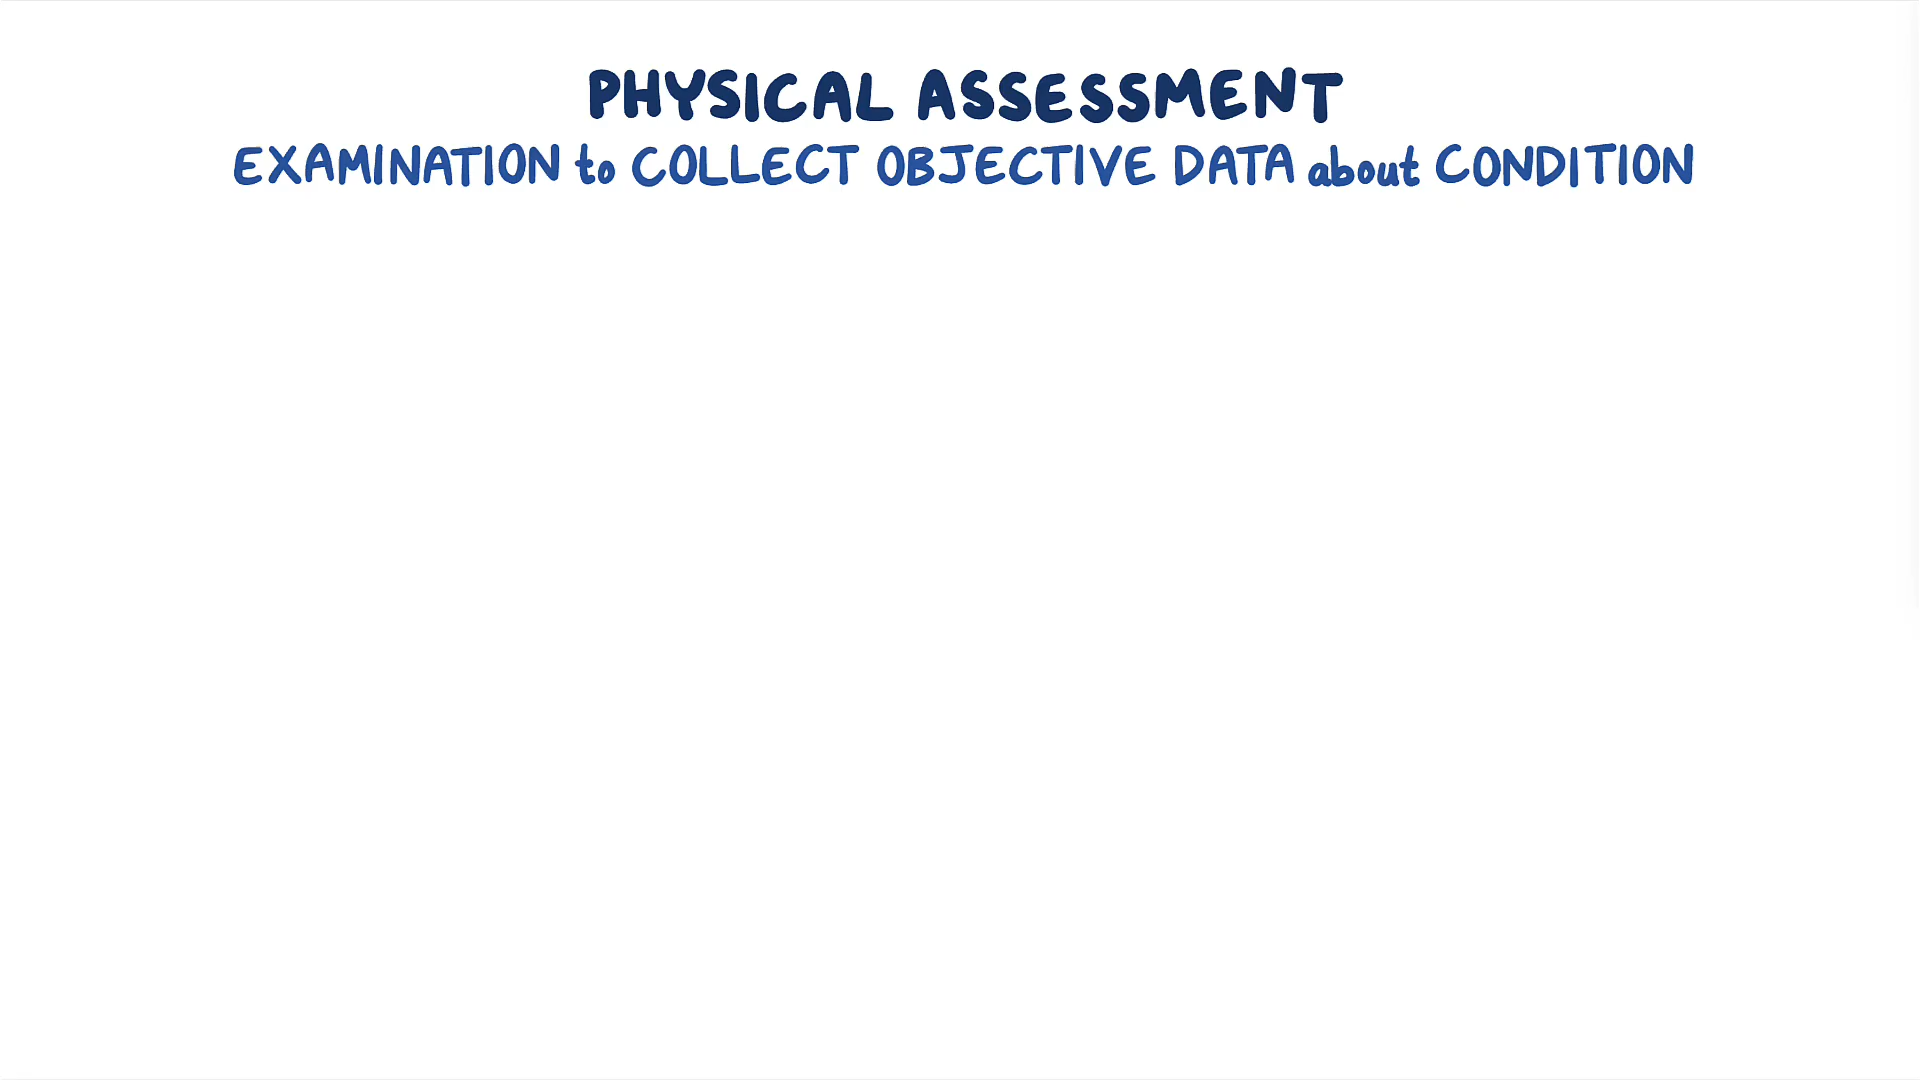 PHYSICAL ASSESSMENT
EXAMINATION to COLLECT OBJECTIVE DATA about CONDITION